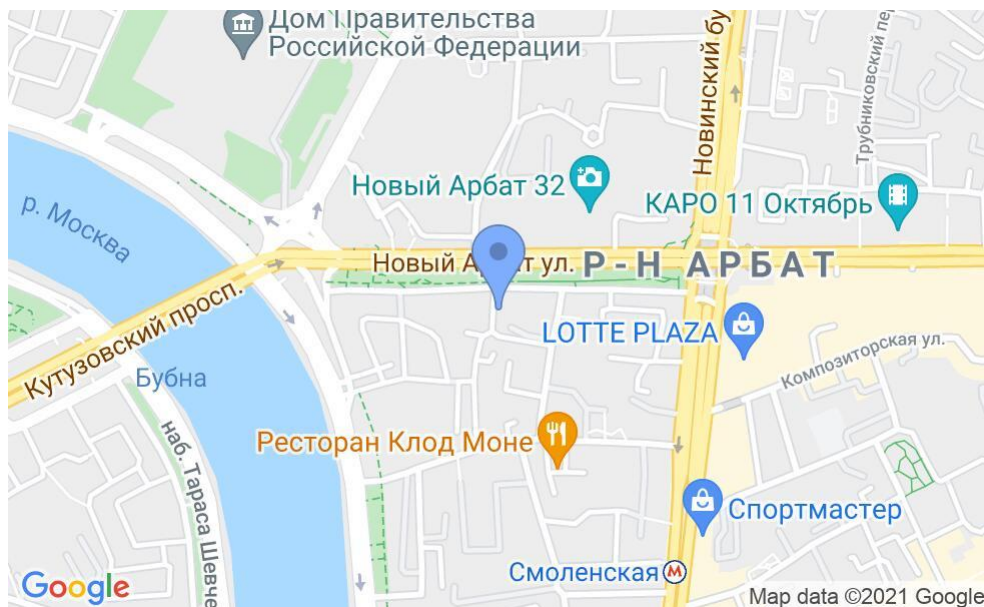 Дом Правительства
Российской Федерации
Новинский бу
Трубниковский пе
Новый Арбат 32
КАРО 11 Октябрь
р. Москва
Новый Арбат ул.
Р-Н АРБАТ
Кутузовский просп.
LOTTE PLAZA
Композиторская ул.
Бубна
наб. Тараса Шевче
Ресторан Клод Моне
Спортмастер
Смоленская
М
Google
Map data ©2021 Google